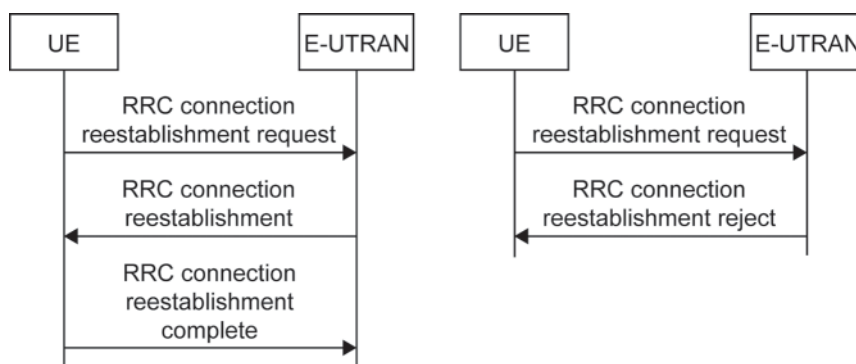 UE
E-UTRAN
RRC connection
reestablishment request
RRC connection
reestablishment
RRC connection
reestablishment
complete
UE
E-UTRAN
RRC connection
reestablishment request
RRC connection
reestablishment reject